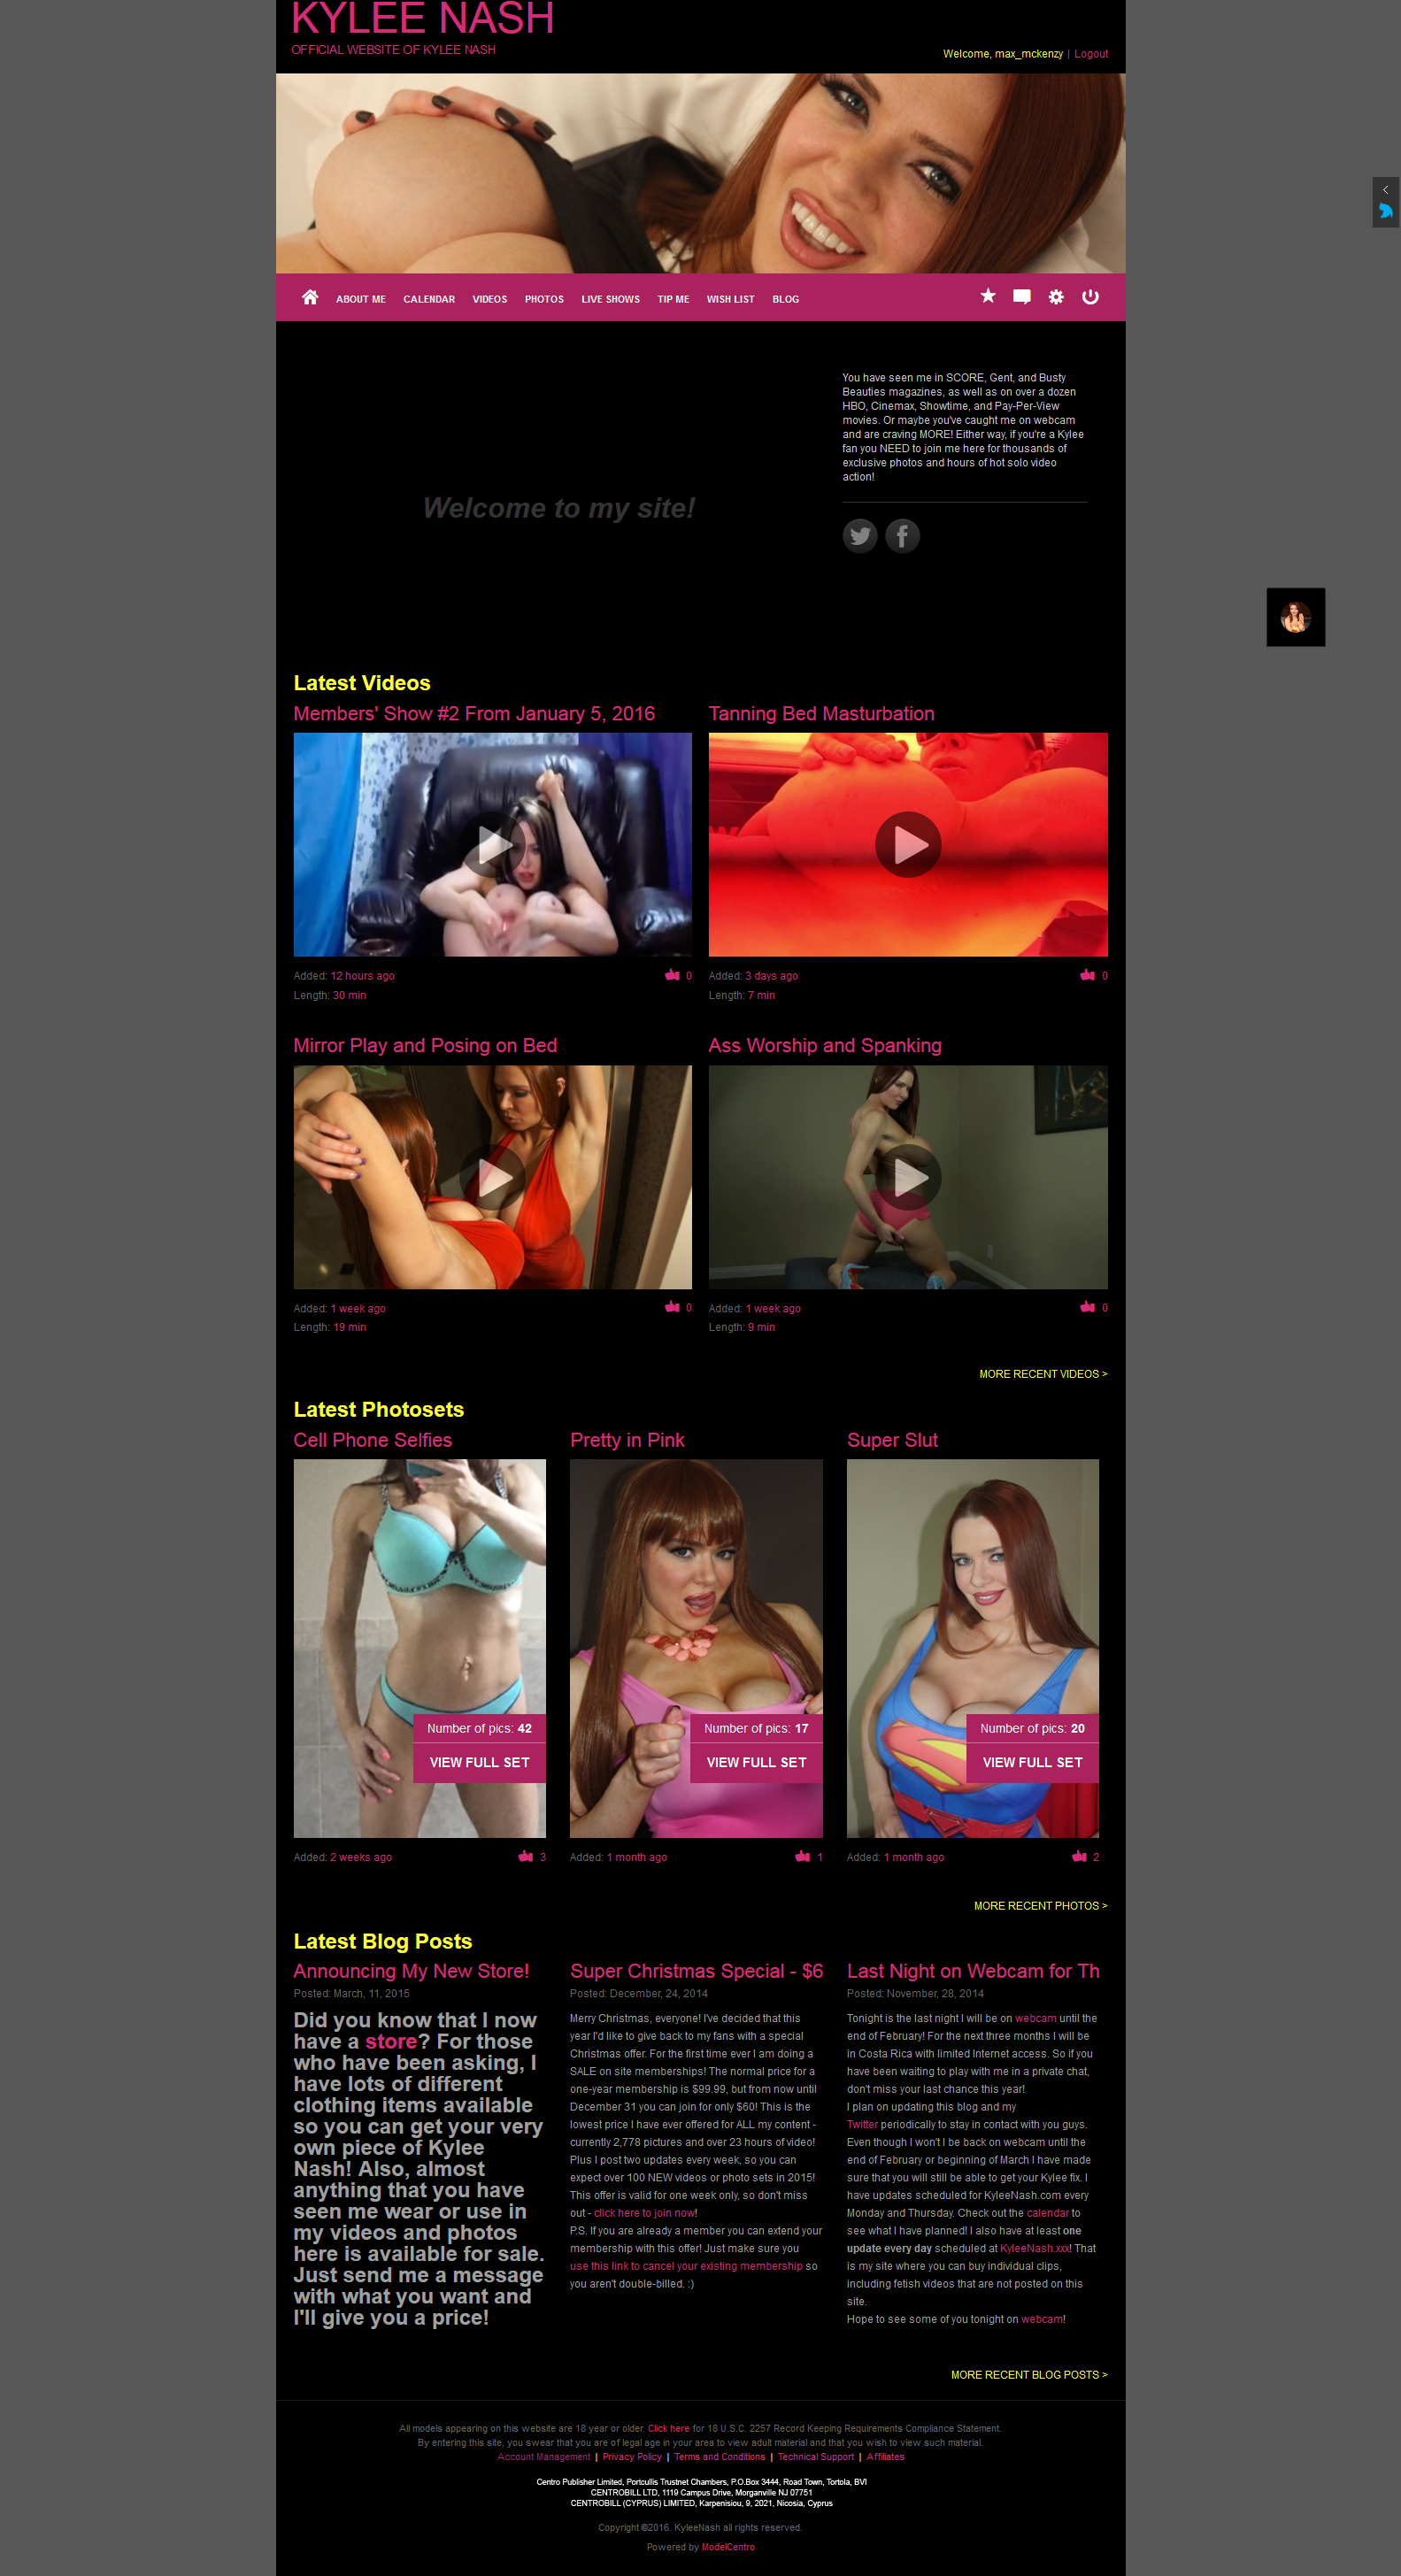 KYLEE NASH
OFFICIAL WEBSITE OF KYLEE NASH
Welcome, max_mckenzy | Logout
ABOUT ME CALENDAR VIDEOS PHOTOS LIVE SHOWS TIP ME WISH LIST BLOG
Welcome to my site!
You have seen me in SCORE, Gent, and Busty
Beauties magazines, as well as on over a dozen
HBO, Cinemax, Showtime, and Pay-Per-View
movies. Or maybe you've caught me on webcam
and are craving MORE! Either way, if you're a Kylee
fan you NEED to join me here for thousands of
exclusive photos and hours of hot solo video
action!
Latest Videos
Members' Show #2 From January 5, 2016
Added: 12 hours ago 0
Length: 30 min
Tanning Bed Masturbation
Added: 3 days ago 0
Length: 7 min
Mirror Play and Posing on Bed
Added: 1 week ago 0
Length: 19 min
Ass Worship and Spanking
Added: 1 week ago 0
Length: 9 min
MORE RECENT VIDEOS >
Latest Photosets
Cell Phone Selfies
Number of pics: 42
VIEW FULL SET
Added: 2 weeks ago 3
Pretty in Pink
Number of pics: 17
VIEW FULL SET
Added: 1 month ago 1
Super Slut
Number of pics: 20
VIEW FULL SET
Added: 1 month ago 2
MORE RECENT PHOTOS >
Latest Blog Posts
Announcing My New Store!
Posted: March, 11, 2015
Did you know that I now
have a store? For those
who have been asking, I
have lots of different
clothing items available
so you can get your very
own piece of Kylee
Nash! Also, almost
anything that you have
seen me wear or use in
my videos and photos
here is available for sale.
Just send me a message
with what you want and
I'll give you a price!
Super Christmas Special - $6
Posted: December, 24, 2014
Merry Christmas, everyone! I've decided that this
year I'd like to give back to my fans with a special
Christmas offer. For the first time ever I am doing a
SALE on site memberships! The normal price for a
one-year membership is $99.99, but from now until
December 31 you can join for only $60! This is the
lowest price I have ever offered for ALL my content -
currently 2,778 pictures and over 23 hours of video!
Plus I post two updates every week, so you can
expect over 100 NEW videos or photo sets in 2015!
This offer is valid for one week only, so don't miss
out - click here to join now!
P.S. If you are already a member you can extend your
membership with this offer! Just make sure you
use this link to cancel your existing membership so
you aren't double-billed. :)
Last Night on Webcam for Th
Posted: November, 28, 2014
Tonight is the last night I will be on webcam until the
end of February! For the next three months I will be
in Costa Rica with limited Internet access. So if you
have been waiting to play with me in a private chat,
don't miss your last chance this year!
I plan on updating this blog and my
Twitter periodically to stay in contact with you guys.
Even though I won't I be back on webcam until the
end of February or beginning of March I have made
sure that you will still be able to get your Kylee fix. I
have updates scheduled for KyleeNash.com every
Monday and Thursday. Check out the calendar to
see what I have planned! I also have at least one
update every day scheduled at KyleeNash.xxx! That
is my site where you can buy individual clips,
including fetish videos that are not posted on this
site.
Hope to see some of you tonight on webcam!
MORE RECENT BLOG POSTS >
All models appearing on this website are 18 year or older. Click here for 18 U.S.C. 2257 Record Keeping Requirements Compliance Statement.
By entering this site, you swear that you are of legal age in your area to view adult material and that you wish to view such material.
Account Management | Privacy Policy | Terms and Conditions | Technical Support | Affiliates
Centro Publisher Limited, Portcullis Trustnet Chambers, P.O.Box 3444, Road Town, Tortola, BVI
CENTROBILL LTD, 1119 Campus Drive, Morganville NJ 07751
CENTROBILL (CYPRUS) LIMITED, Karpenisiou, 9, 2021, Nicosia, Cyprus
Copyright ©2016. KyleeNash all rights reserved.
Powered by ModelCentro